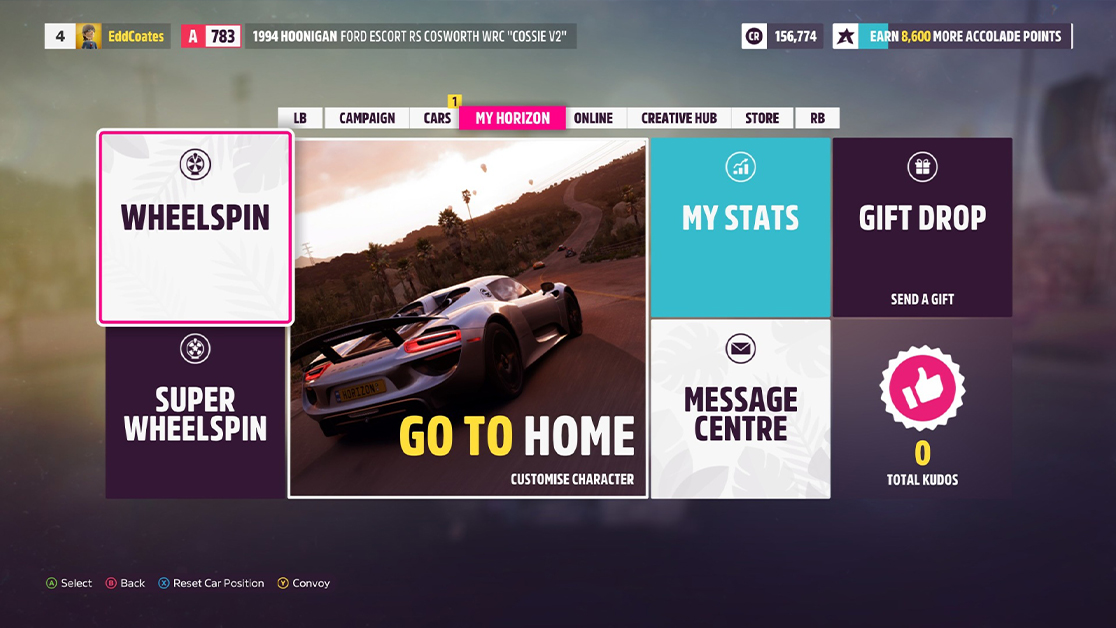 4 EddCoates A 783 1994 HOONIGAN FORD ESCORT RS COSWORTH WRC "COSSIE V2" CR 156,774 EARN 8,600 MORE ACCOLADE POINTS
1
LB CAMPAIGN CARS MY HORIZON ONLINE CREATIVE HUB STORE RB
WHEELSPIN
SUPER
WHEELSPIN
HORIZON
GO TO HOME
CUSTOMISE CHARACTER
MY STATS
GIFT DROP
SEND A GIFT
MESSAGE
CENTRE
0
TOTAL KUDOS
A Select B Back X Reset Car Position Y Convoy